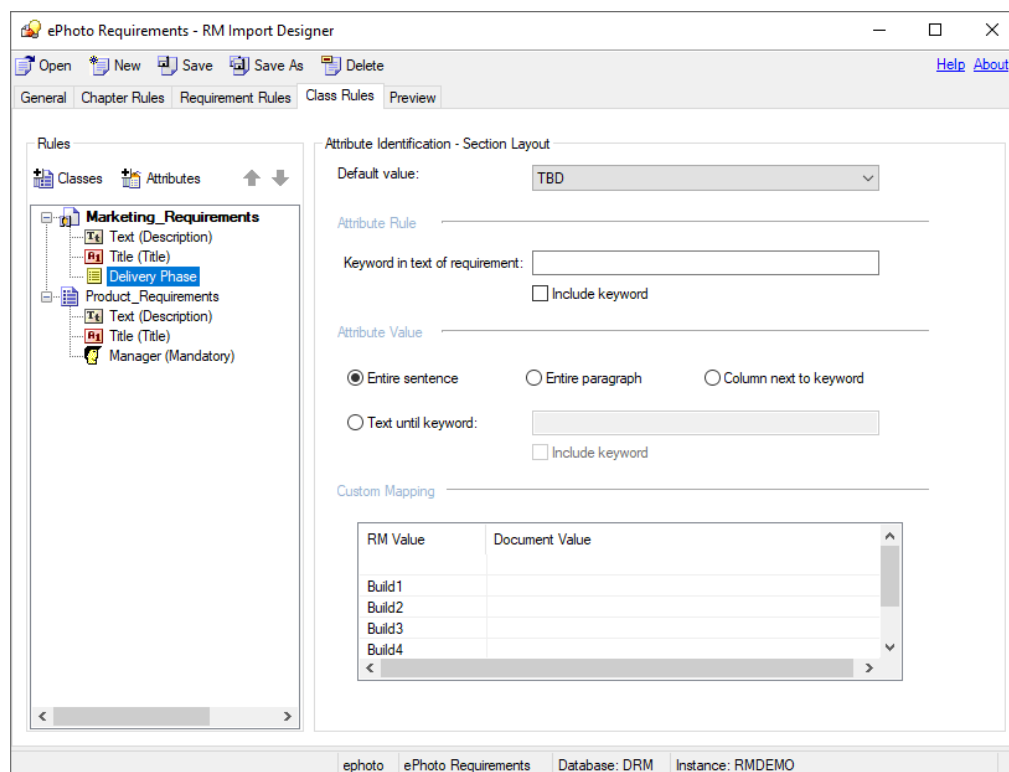 ePhoto Requirements - RM Import Designer
Open New Save Save As Delete Help About
General Chapter Rules Requirement Rules Class Rules Preview
Rules
Classes Attributes
Marketing_Requirements
Text (Description)
Title (Title)
Delivery Phase
Product_Requirements
Text (Description)
Title (Title)
Manager (Mandatory)
Attribute Identification - Section Layout
Default value: TBD
Attribute Rule
Keyword in text of requirement:
Include keyword
Attribute Value
Entire sentence Entire paragraph Column next to keyword
Text until keyword:
Include keyword
Custom Mapping
RM Value Document Value
Build1
Build2
Build3
Build4
ephoto ePhoto Requirements Database: DRM Instance: RMDEMO